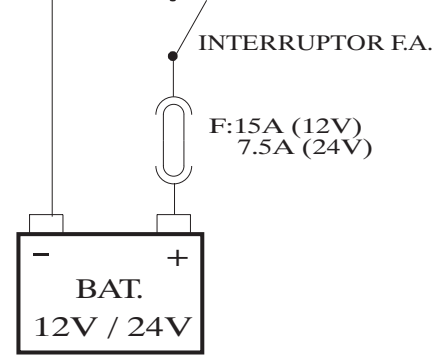 INTERRUPTOR F.A.
F:15A (12V)
7.5A (24V)
- +
BAT.
12V / 24V